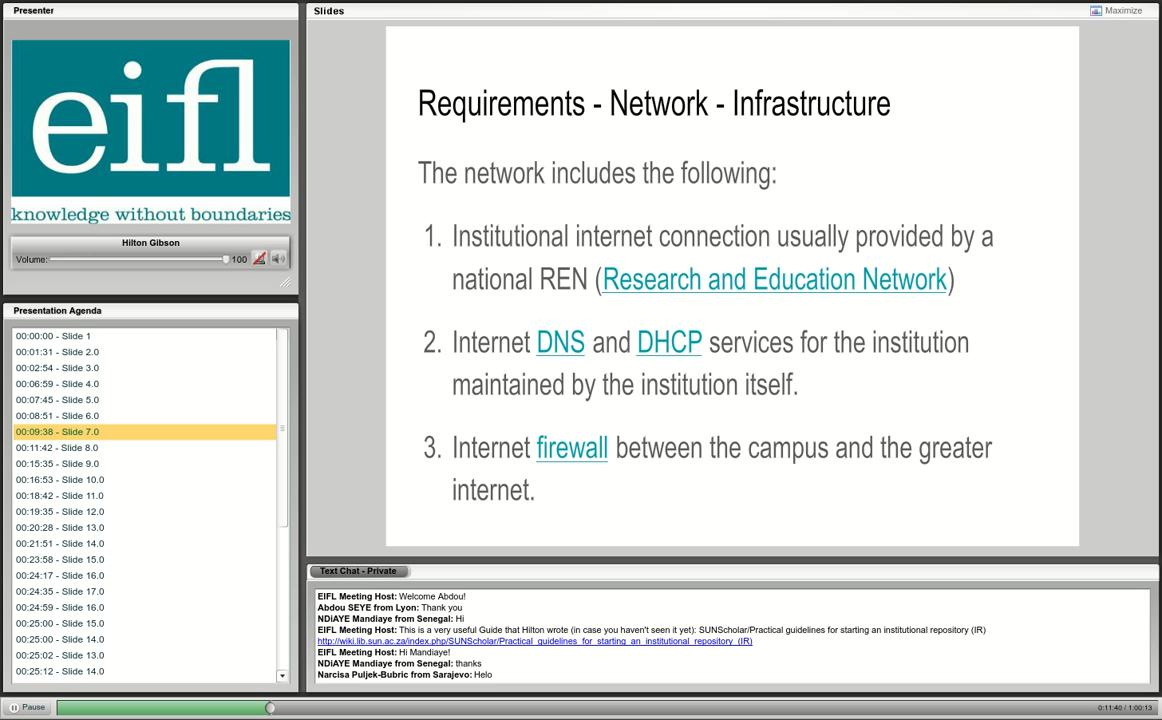 Presenter
eifl
knowledge without boundaries
Hilton Gibson
Volume: 100
Presentation Agenda
00:00:00 - Slide 1
00:01:31 - Slide 2.0
00:02:54 - Slide 3.0
00:06:59 - Slide 4.0
00:07:45 - Slide 5.0
00:08:51 - Slide 6.0
00:09:38 - Slide 7.0
00:11:42 - Slide 8.0
00:15:35 - Slide 9.0
00:16:53 - Slide 10.0
00:18:42 - Slide 11.0
00:19:35 - Slide 12.0
00:20:28 - Slide 13.0
00:21:51 - Slide 14.0
00:23:58 - Slide 15.0
00:24:17 - Slide 16.0
00:24:35 - Slide 17.0
00:24:59 - Slide 16.0
00:25:00 - Slide 15.0
00:25:00 - Slide 14.0
00:25:02 - Slide 13.0
00:25:12 - Slide 14.0
Slides
Maximize
Requirements - Network - Infrastructure
The network includes the following:
1. Institutional internet connection usually provided by a
national REN (Research and Education Network)
2. Internet DNS and DHCP services for the institution
maintained by the institution itself.
3. Internet firewall between the campus and the greater
internet.
Text Chat - Private
EIFL Meeting Host: Welcome Abdou!
Abdou SEYE from Lyon: Thank you
NDiAYE Mandiaye from Senegal: Hi
EIFL Meeting Host: This is a very useful Guide that Hilton wrote (in case you haven't seen it yet): SUNScholar/Practical guidelines for starting an institutional repository (IR)
http://wiki.lib.sun.ac.za/index.php/SUNScholar/Practical_guidelines_for_starting_an_institutional_repository_(IR)
EIFL Meeting Host: Hi Mandiaye!
NDiAYE Mandiaye from Senegal: thanks
Narcisa Puljek-Bubric from Sarajevo: Helo
Pause
0:11:40 / 1:00:13